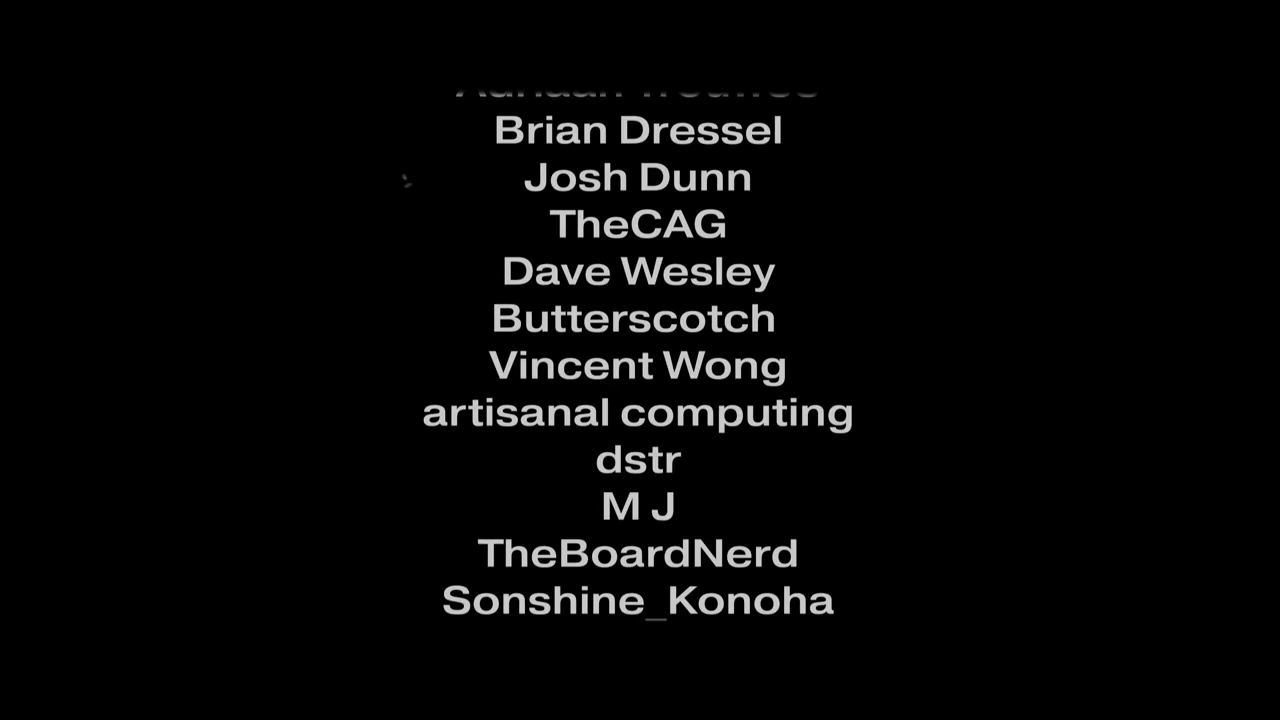 Brian Dressel
Josh Dunn
TheCAG
Dave Wesley
Butterscotch
Vincent Wong
artisanal computing
dstr
M J
TheBoardNerd
Sonshine_Konoha